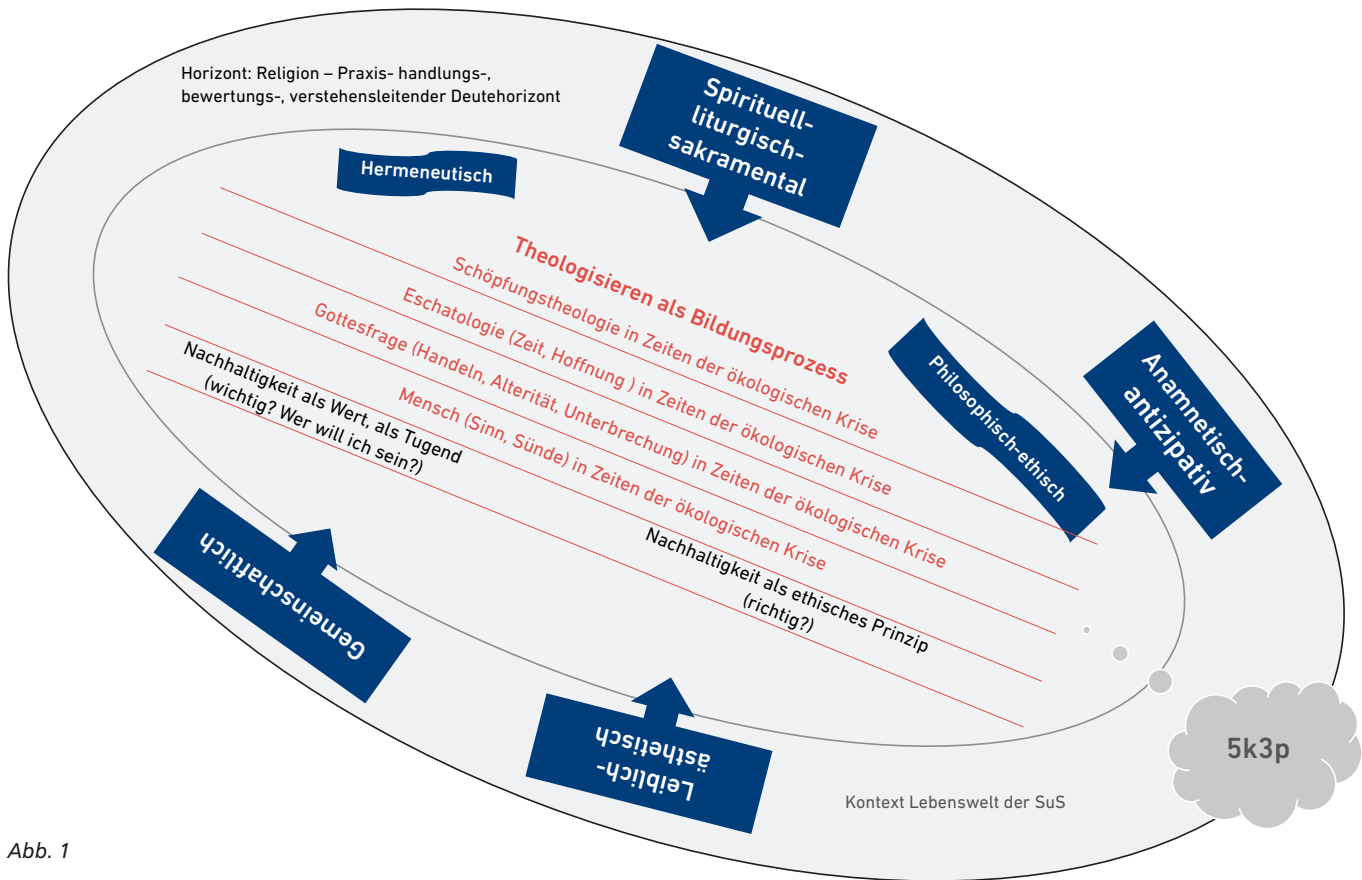 Horizont: Religion – Praxis- handlungs-,
bewertungs-, verstehensleitender Deutehorizont
Spirituell-
liturgisch-
sakramental
Hermeneutisch
Theologisieren als Bildungsprozess
Schöpfungstheologie in Zeiten der ökologischen Krise
Eschatologie (Zeit, Hoffnung ) in Zeiten der ökologischen Krise
Gottesfrage (Handeln, Alterität, Unterbrechung) in Zeiten der ökologischen Krise
Mensch (Sinn, Sünde) in Zeiten der ökologischen Krise
Nachhaltigkeit als Wert, als Tugend
(wichtig? Wer will ich sein?)
Nachhaltigkeit als ethisches Prinzip
(richtig?)
Philosophisch-ethisch
Anamnetisch-
antizipativ
Gemeinschaftlich
Leiblich-
ästhetisch
5k3p
Kontext Lebenswelt der SuS
Abb. 1